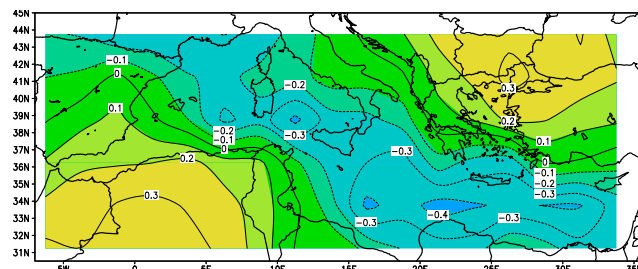 45N
44N
43N
42N
41N
40N
39N
38N
37N
36N
35N
34N
33N
32N
31N
-0.1
0
0.1
-0.2
-0.3
-0.2
-0.1
0
0.2
0.3
0.3
0.2
0.1
0
-0.1
-0.2
-0.3
-0.3
-0.3
-0.4
-0.3
5W
0
5E
10E
15E
20E
25E
30E